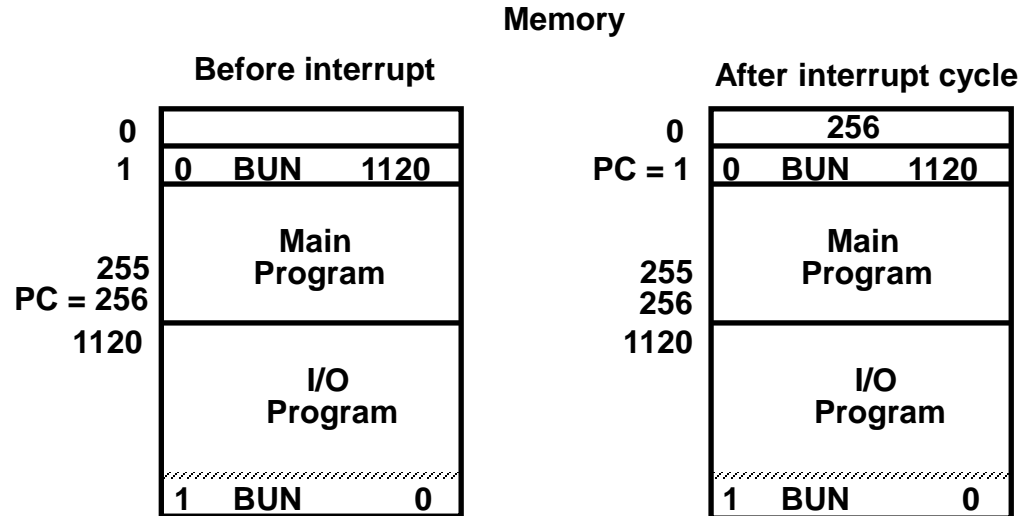 Memory
Before interrupt
0
1 0 BUN 1120
Main
Program
255
PC = 256
1120
I/O
Program
1 BUN 0
After interrupt cycle
0 256
PC = 1 0 BUN 1120
Main
Program
255
256
1120
I/O
Program
1 BUN 0